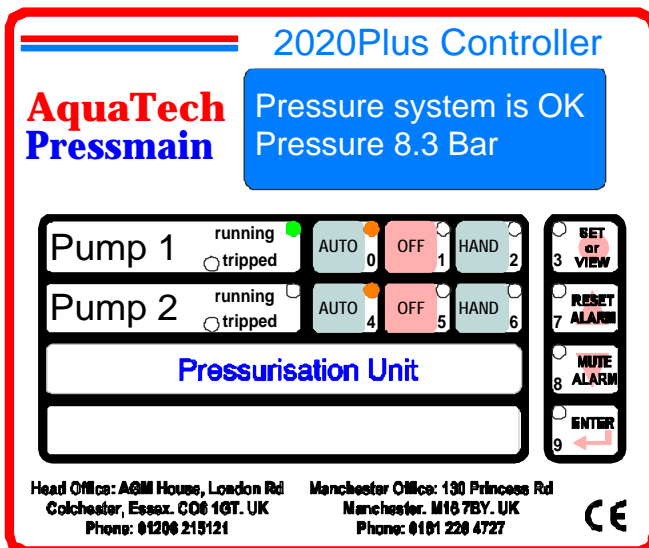 2020Plus Controller
AquaTech
Pressmain
Pressure system is OK
Pressure 8.3 Bar
Pump 1 running tripped AUTO 0 OFF 1 HAND 2
3 SET or VIEW
Pump 2 running tripped AUTO 4 OFF 5 HAND 6
7 RESET ALARM
Pressurisation Unit
8 MUTE ALARM
9 ENTER
Head Office: AGM House, London Rd
Colchester, Essex. CO6 1GT. UK
Phone: 01206 215121
Manchester Office: 130 Princess Rd
Manchester. M16 7BY. UK
Phone: 0161 226 4727
CE